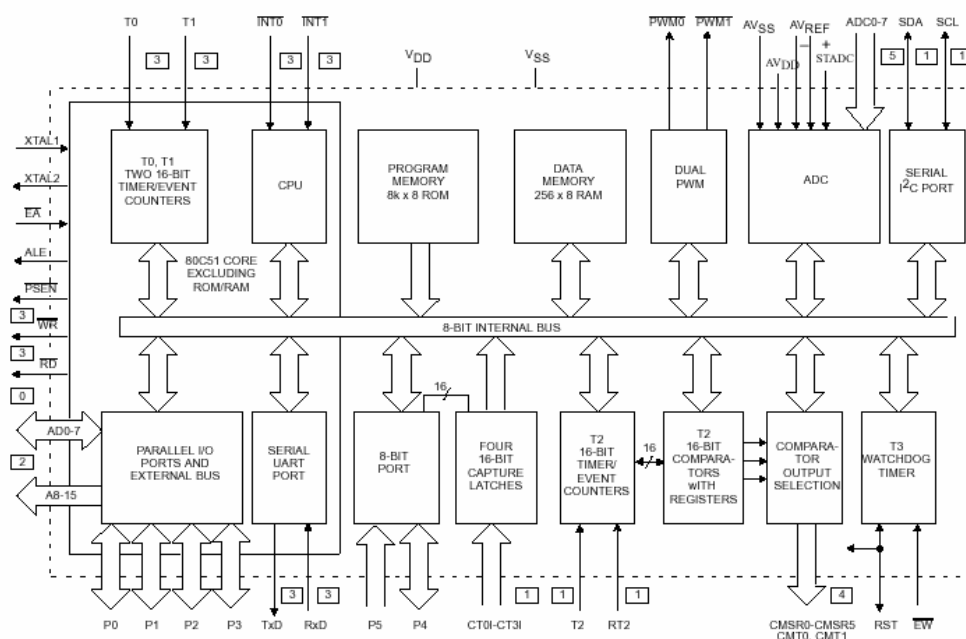 T0 T1 INT0 INT1 PWM0 PWM1 AVSS AVREF ADC0-7 SDA SCL
3 3 3 3 VDD VSS AVDD − + STADC 5 1 1
XTAL1
XTAL2
EA
ALE
PSEN
3
WR
3
RD
0
AD0-7
2
A8-15
T0, T1
TWO 16-BIT
TIMER/EVENT
COUNTERS
CPU
PROGRAM
MEMORY
8k x 8 ROM
DATA
MEMORY
256 x 8 RAM
DUAL
PWM
ADC
SERIAL
I2C PORT
80C51 CORE
EXCLUDING
ROM/RAM
8-BIT INTERNAL BUS
PARALLEL I/O
PORTS AND
EXTERNAL BUS
SERIAL
UART
PORT
8-BIT
PORT
16
FOUR
16-BIT
CAPTURE
LATCHES
T2
16-BIT
TIMER/
EVENT
COUNTERS
16
T2
16-BIT
COMPARA-
TORS
wITH
REGISTERS
COMPARA-
TOR
OUTPUT
SELECTION
T3
WATCHDOG
TIMER
3 3 1 1 1 4
P0 P1 P2 P3 TxD RxD P5 P4 CT0I-CT3I T2 RT2 CMSR0-CMSR5 RST EW
CMT0, CMT1